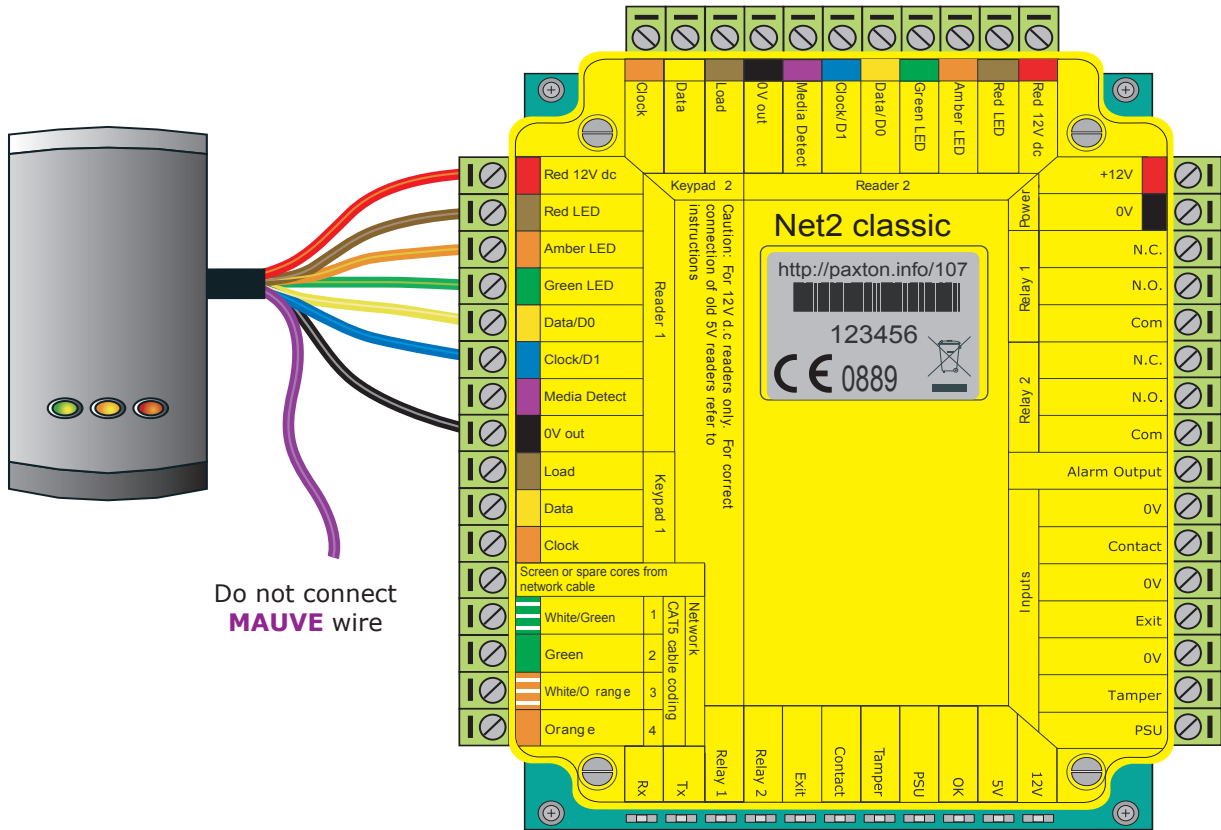 Clock
Data
Load
0V out
Media Detect
Clock/D1
Data/D0
Green LED
Amber LED
Red LED
Red 12V dc
Keypad 2
Reader 2
Red 12V dc
Red LED
Amber LED
Green LED
Data/D0
Clock/D1
Media Detect
0V out
Reader 1
Load
Data
Clock
Keypad 1
Screen or spare cores from
network cable
White/Green 1
Green 2
White/O rang e 3
Orang e 4
CAT5 cable coding
Network
Caution: For 12V d.c readers only. For correct
connection of old 5V readers refer to
instructions
Net2 classic
http://paxton.info/107
123456
CE 0889
Power
+12V
0V
Relay 1
N.C.
N.O.
Com
Relay 2
N.C.
N.O.
Com
Alarm Output
Inputs
0V
Contact
0V
Exit
0V
Tamper
PSU
Rx
Tx
Relay 1
Relay 2
Exit
Contact
Tamper
PSU
OK
5V
12V
Do not connect
MAUVE wire